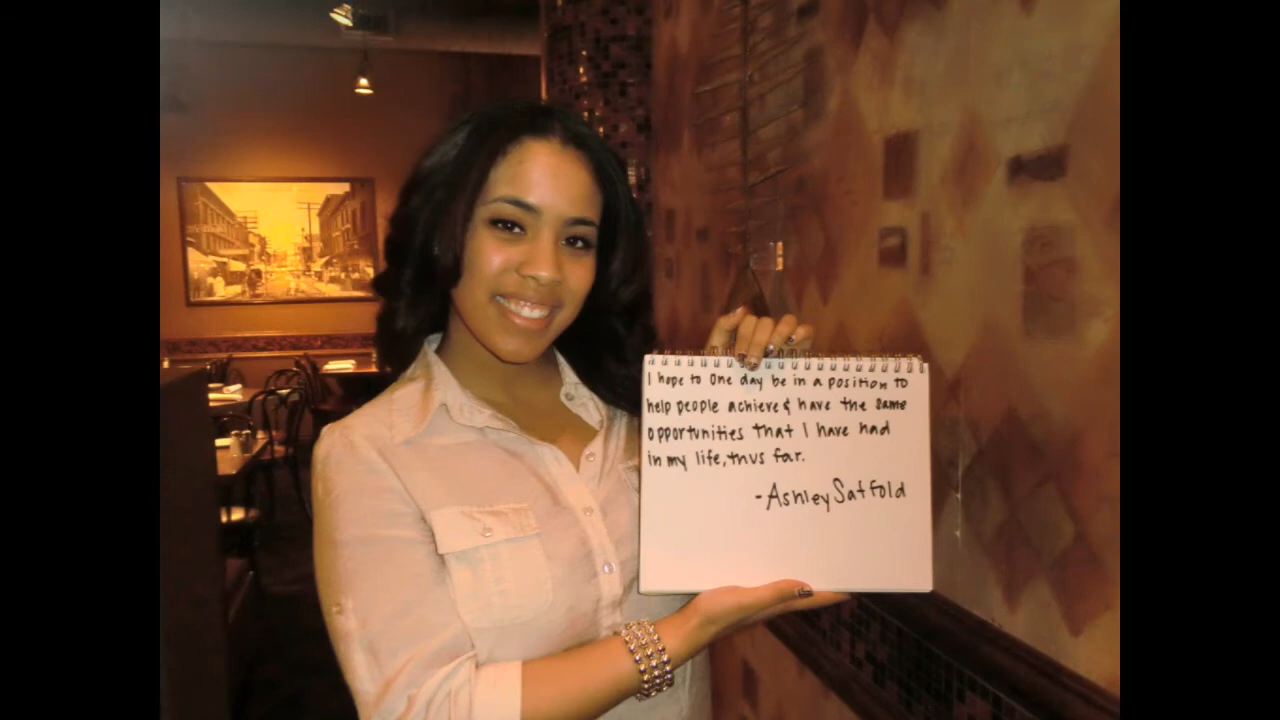 I hope to One day be in a position to
help people achieve & have the same
opportunities that I have had
in my life, thus far.
-Ashley Saffold